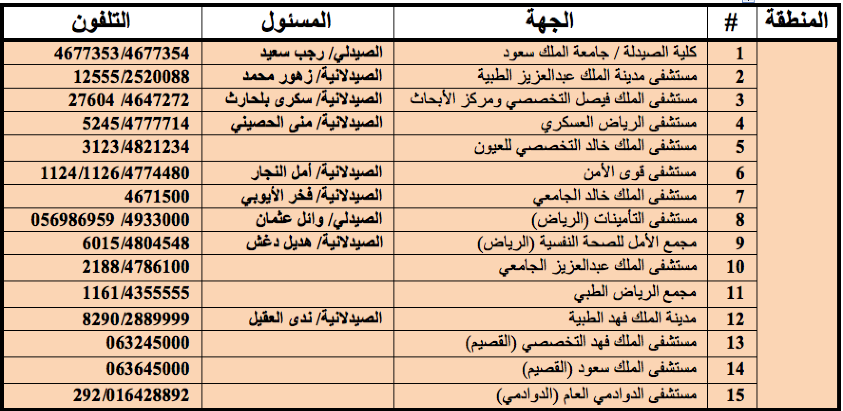 المنطقة # الجهة المسئول التلفون
1 كلية الصيدلة / جامعة الملك سعود الصيدلي/ رجب سعيد 4677353/4677354
2 مستشفى مدينة الملك عبدالعزيز الطبية الصيدلانية/ زهور محمد 12555/2520088
3 مستشفى الملك فيصل التخصصي ومركز الأبحاث الصيدلانية/ سكرى بلحارث 27604 /4647272
4 مستشفى الرياض العسكري الصيدلانية/ منى الحصيني 5245/4777714
5 مستشفى الملك خالد التخصصي للعيون 3123/4821234
6 مستشفى قوى الأمن الصيدلانية/ أمل النجار 1124/1126/4774480
7 مستشفى الملك خالد الجامعي الصيدلانية/ فخر الأيوبي 4671500
8 مستشفى التأمينات (الرياض) الصيدلي/ وائل عثمان 056986959 /4933000
9 مجمع الأمل للصحة النفسية (الرياض) الصيدلانية/ هديل دغش 6015/4804548
10 مستشفى الملك عبدالعزيز الجامعي 2188/4786100
11 مجمع الرياض الطبي 1161/4355555
12 مدينة الملك فهد الطبية الصيدلانية/ ندى العقيل 8290/2889999
13 مستشفى الملك فهد التخصصي (القصيم) 063245000
14 مستشفى الملك سعود (القصيم) 063645000
15 مستشفى الدوادمي العام (الدوادمي) 292/016428892